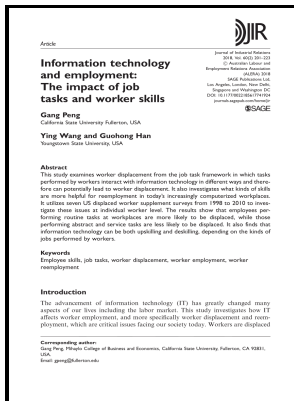 JIR
Article
Journal of Industrial Relations
2018, Vol. 60(2) 201–223
© Australian Labour and
Employment Relations Association
(ALERA) 2018
SAGE Publications Ltd,
Los Angeles, London, New Delhi,
Singapore and Washington DC
DOI: 10.1177/0022185617741924
journals.sagepub.com/home/jir
SAGE
Information technology
and employment:
The impact of job
tasks and worker skills
Gang Peng
California State University Fullerton, USA
Ying Wang and Guohong Han
Youngstown State University, USA
Abstract
This study examines worker displacement from the job task framework in which tasks
performed by workers interact with information technology in different ways and there-
fore can potentially lead to worker displacement. It also investigates what kinds of skills
are more helpful for reemployment in today's increasingly computerized workplaces.
It utilizes seven US displaced worker supplement surveys from 1998 to 2010 to inves-
tigate these issues at individual worker level. The results show that employees per-
forming routine tasks at workplaces are more likely to be displaced, while those
performing abstract and service tasks are less likely to be displaced. It also finds that
information technology can be both upskilling and deskilling, depending on the kinds of
jobs performed by workers.
Keywords
Employee skills, job tasks, worker displacement, worker employment, worker
reemployment
Introduction
The advancement of information technology (IT) has greatly changed many
aspects of our lives including the labor market. This study investigates how IT
affects worker employment, and more specifically worker displacement and reem-
ployment, which are critical issues facing our society today. Workers are displaced
Corresponding author:
Gang Peng, Mihaylo College of Business and Economics, California State University, Fullerton, CA 92831,
USA.
Email: gpeng@fullerton.edu